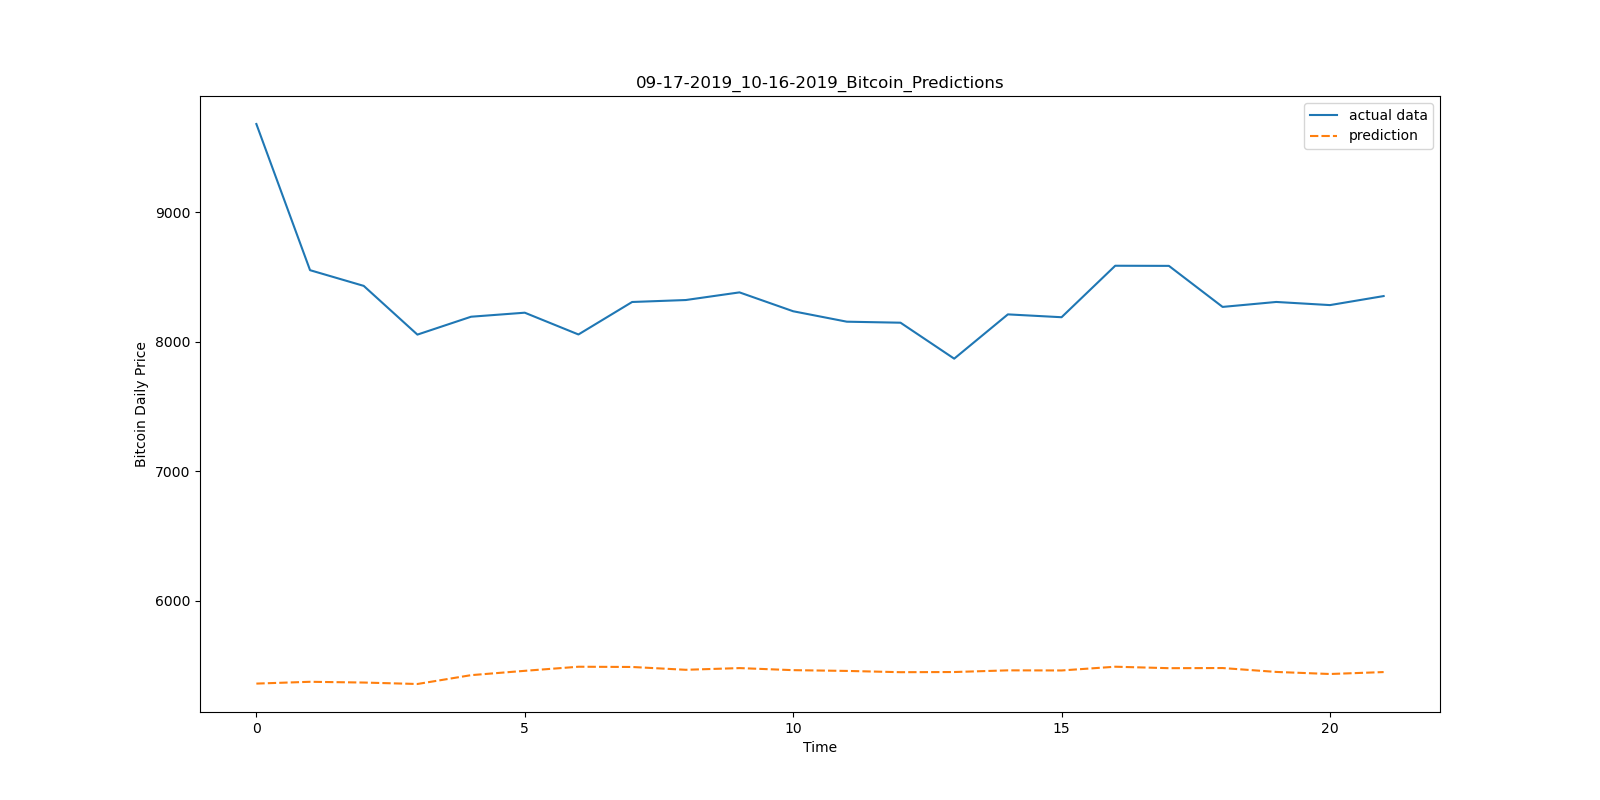 09-17-2019_10-16-2019_Bitcoin_Predictions
actual data
prediction
9000
8000
7000
6000
Bitcoin Daily Price
0 5 10 15 20
Time